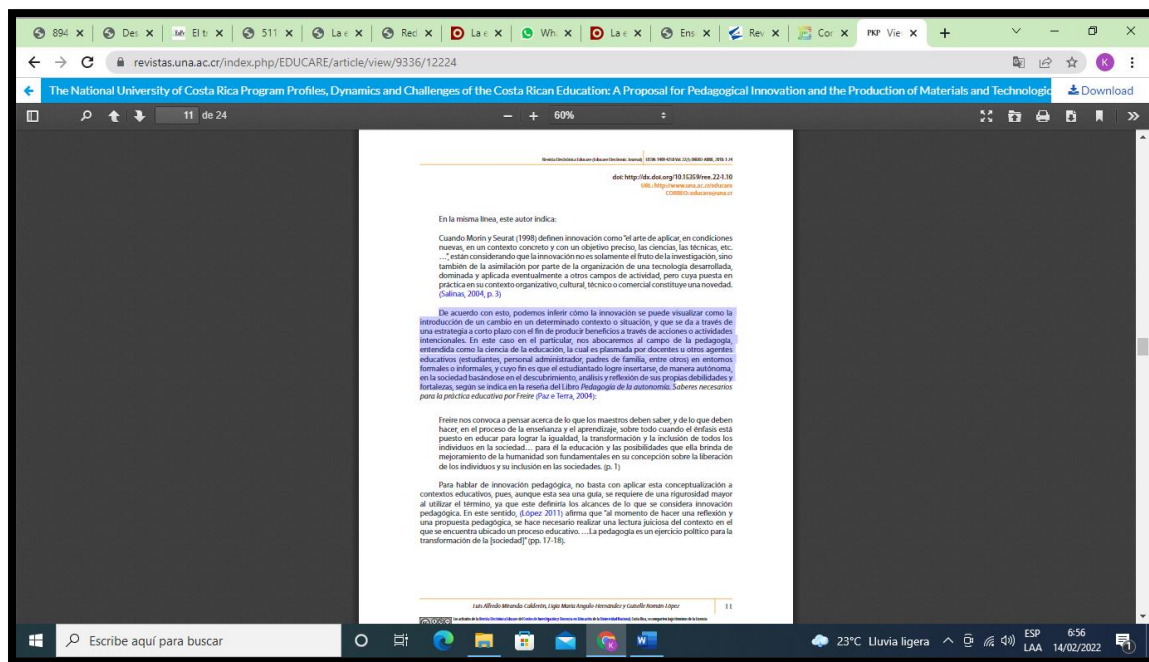 894
Des
El tr
511
La e
Red
La e
Wh
La e
Ens
Rev
Cor
PKP Vie
revistas.una.ac.cr/index.php/EDUCARE/article/view/9336/12224
K
The National University of Costa Rica Program Profiles, Dynamics and Challenges of the Costa Rican Education: A Proposal for Pedagogical Innovation and the Production of Materials and Technologic
Download
11 de 24
60%
doi: http://dx.doi.org/10.15359/ree.22-1.10
URL: http://www.una.ac.cr/educare
CORREO: educare@una.cr
En la misma línea, este autor indica:
Cuando Morin y Seurat (1998) definen innovación como "el arte de aplicar, en condiciones
nuevas, en un contexto concreto y con un objetivo preciso, las ciencias, las técnicas, etc.
…", están considerando que la innovación no es solamente el fruto de la investigación, sino
también de la asimilación por parte de la organización de una tecnología desarrollada,
dominada y aplicada eventualmente a otros campos de actividad, pero cuya puesta en
práctica en su contexto organizativo, cultural, técnico o comercial constituye una novedad.
(Salinas, 2004, p. 3)
De acuerdo con esto, podemos inferir cómo la innovación se puede visualizar como la
introducción de un cambio en un determinado contexto o situación, y que se da a través de
una estrategia a corto plazo con el fin de producir beneficios a través de acciones o actividades
intencionales. En este caso en el particular, nos abocaremos al campo de la pedagogía,
entendida como la ciencia de la educación, la cual es plasmada por docentes u otros agentes
educativos (estudiantes, personal administrador, padres de familia, entre otros) en entornos
formales o informales, y cuyo fin es que el estudiantado logre insertarse, de manera autónoma,
en la sociedad basándose en el descubrimiento, análisis y reflexión de sus propias debilidades y
fortalezas, según se indica en la reseña del Libro Pedagogía de la autonomía. Saberes necesarios
para la práctica educativa por Freire (Paz e Terra, 2004):
Freire nos convoca a pensar acerca de lo que los maestros deben saber, y de lo que deben
hacer, en el proceso de la enseñanza y el aprendizaje, sobre todo cuando el énfasis está
puesto en educar para lograr la igualdad, la transformación y la inclusión de todos los
individuos en la sociedad… para él la educación y las posibilidades que ella brinda de
mejoramiento de la humanidad son fundamentales en su concepción sobre la liberación
de los individuos y su inclusión en las sociedades. (p. 1)
Para hablar de innovación pedagógica, no basta con aplicar esta conceptualización a
contextos educativos, pues, aunque esta sea una guía, se requiere de una rigurosidad mayor
al utilizar el término, ya que este definiría los alcances de lo que se considera innovación
pedagógica. En este sentido, (López 2011) afirma que "al momento de hacer una reflexión y
una propuesta pedagógica, se hace necesario realizar una lectura juiciosa del contexto en el
que se encuentra ubicado un proceso educativo. …La pedagogía es un ejercicio político para la
transformación de la [sociedad]" (pp. 17-18).
Luis Alfredo Miranda Calderón, Ligia María Angulo Hernández y Guiselle Román-López
11
Escribe aquí para buscar
23°C Lluvia ligera
ESP
LAA
6:56
14/02/2022